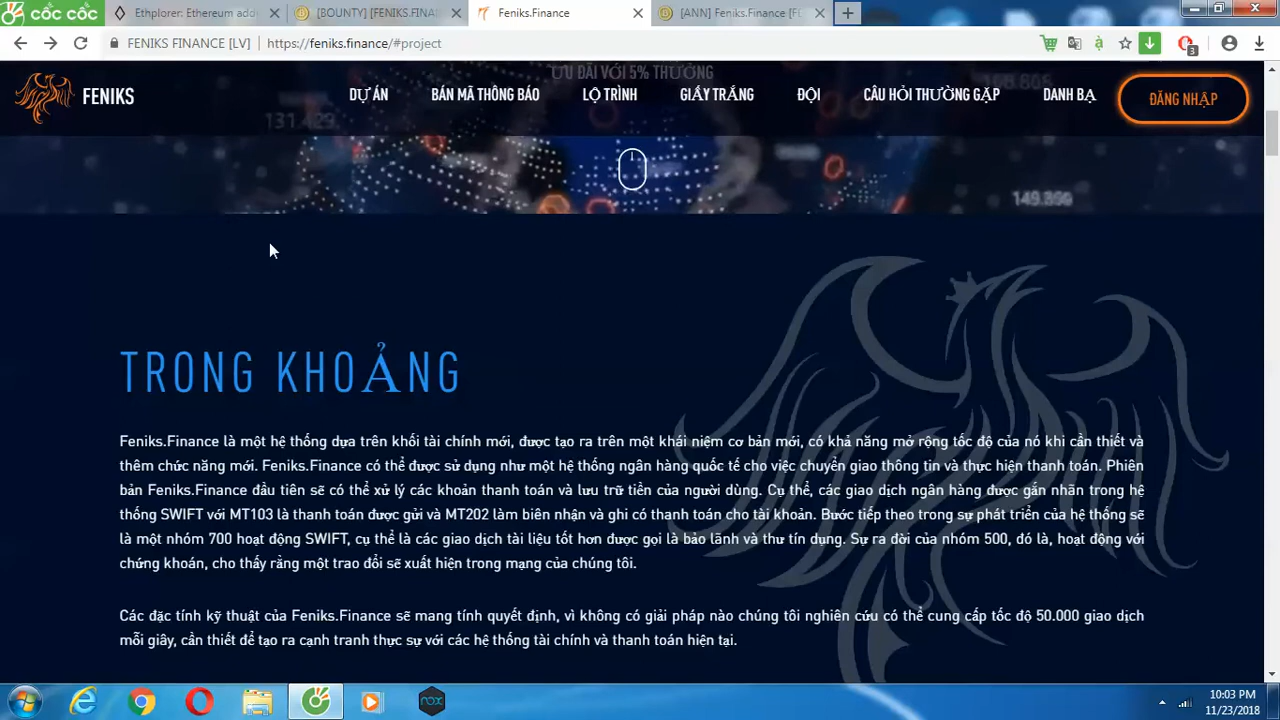 cốc cốc
Ethplorer: Ethereum add
[BOUNTY] [FENIKS.FINA
Feniks.Finance
[ANN] Feniks.Finance [FE
FENIKS FINANCE [LV]
https://feniks.finance/#project
3
ƯU ĐÃI VỚI 5% THƯỞNG
FENIKS
DỰ ÁN
BÁN MÃ THÔNG BÁO
LỘ TRÌNH
GIẤY TRẮNG
ĐỘI
CÂU HỎI THƯỜNG GẶP
DANH BẠ
ĐĂNG NHẬP
131.429
TRONG KHOẢNG
Feniks.Finance là một hệ thống dựa trên khối tài chính mới, được tạo ra trên một khái niệm cơ bản mới, có khả năng mở rộng tốc độ của nó khi cần thiết và
thêm chức năng mới. Feniks.Finance có thể được sử dụng như một hệ thống ngân hàng quốc tế cho việc chuyển giao thông tin và thực hiện thanh toán. Phiên
bản Feniks.Finance đầu tiên sẽ có thể xử lý các khoản thanh toán và lưu trữ tiền của người dùng. Cụ thể, các giao dịch ngân hàng được gắn nhãn trong hệ
thống SWIFT với MT103 là thanh toán được gửi và MT202 làm biên nhận và ghi có thanh toán cho tài khoản. Bước tiếp theo trong sự phát triển của hệ thống sẽ
là một nhóm 700 hoạt động SWIFT, cụ thể là các giao dịch tài liệu tốt hơn được gọi là bảo lãnh và thư tín dụng. Sự ra đời của nhóm 500, đó là, hoạt động với
chứng khoán, cho thấy rằng một trao đổi sẽ xuất hiện trong mạng của chúng tôi.
Các đặc tính kỹ thuật của Feniks.Finance sẽ mang tính quyết định, vì không có giải pháp nào chúng tôi nghiên cứu có thể cung cấp tốc độ 50.000 giao dịch
mỗi giây, cần thiết để tạo ra cạnh tranh thực sự với các hệ thống tài chính và thanh toán hiện tại.
nox
10:03 PM
11/23/2018